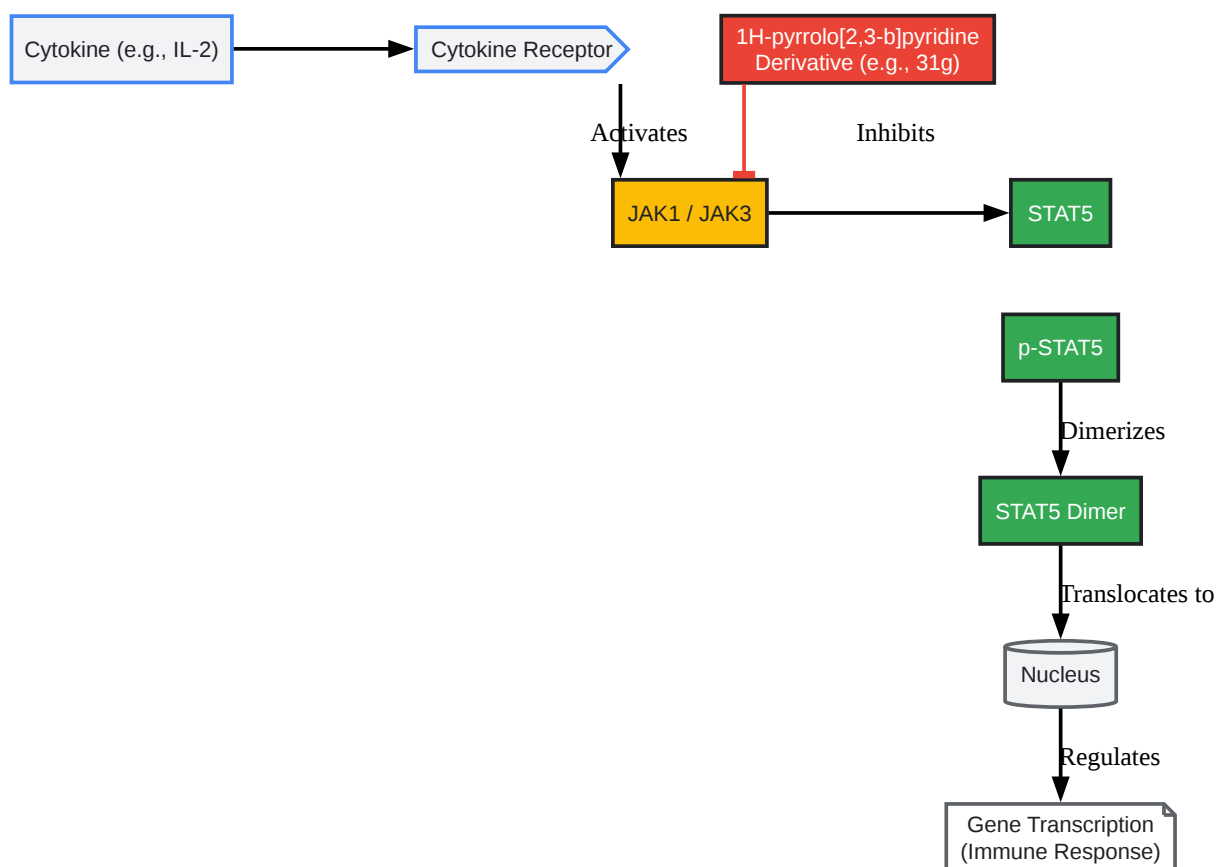 Cytokine (e.g., IL-2)
Cytokine Receptor
1H-pyrrolo[2,3-b]pyridine
Derivative (e.g., 31g)
Activates
Inhibits
JAK1 / JAK3
STAT5
p-STAT5
Dimerizes
STAT5 Dimer
Translocates to
Nucleus
Regulates
Gene Transcription
(Immune Response)